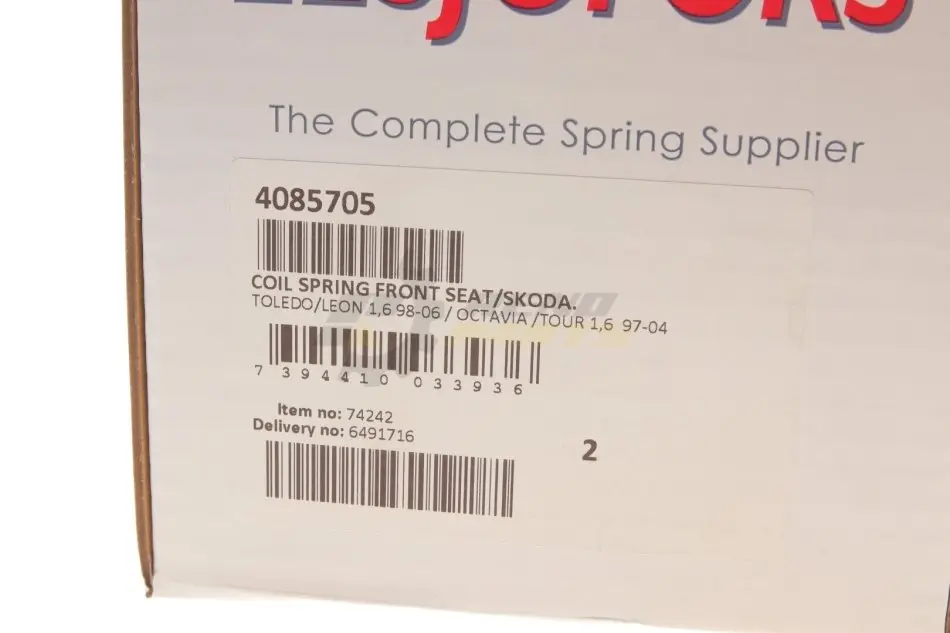 The Complete Spring Supplier
4085705
COIL SPRING FRONT SEAT/SKODA.
TOLEDO/LEON 1,6 98-06 / OCTAVIA /TOUR 1,6 97-04
7 394410 033936
Item no: 74242
Delivery no: 6491716
2